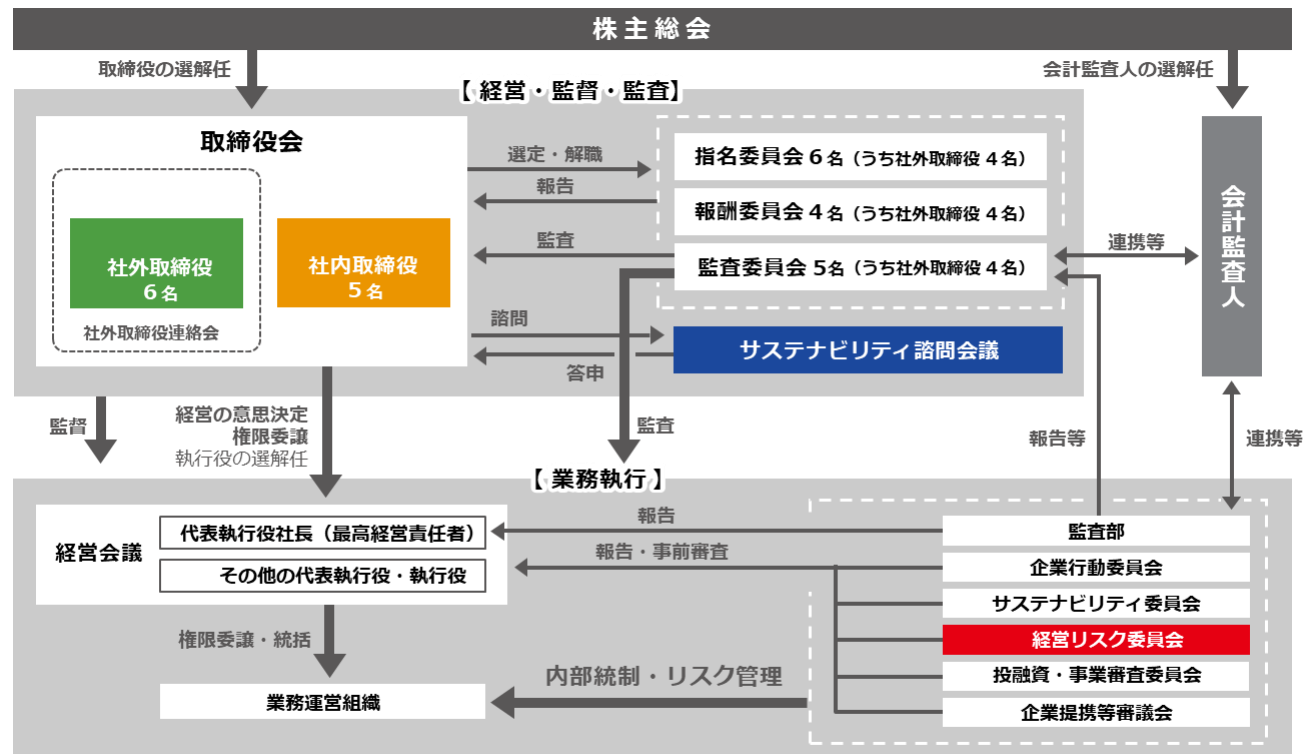 株主総会
取締役の選解任
会計監査人の選解任
【 経営・監督・監査】
取締役会
社外取締役
6名
社外取締役連絡会
社内取締役
5名
選定・解職
報告
監査
諮問
答申
指名委員会 6名（うち社外取締役 4名）
報酬委員会 4名（うち社外取締役 4名）
監査委員会 5名（うち社外取締役 4名）
サステナビリティ諮問会議
連携等
会計監査人
監督
経営の意思決定
権限委譲
執行役の選解任
監査
報告等
連携等
【 業務執行 】
経営会議
代表執行役社長（最高経営責任者）
その他の代表執行役・執行役
報告
報告・事前審査
監査部
企業行動委員会
サステナビリティ委員会
経営リスク委員会
投融資・事業審査委員会
企業提携等審議会
権限委譲・統括
内部統制・リスク管理
業務運営組織